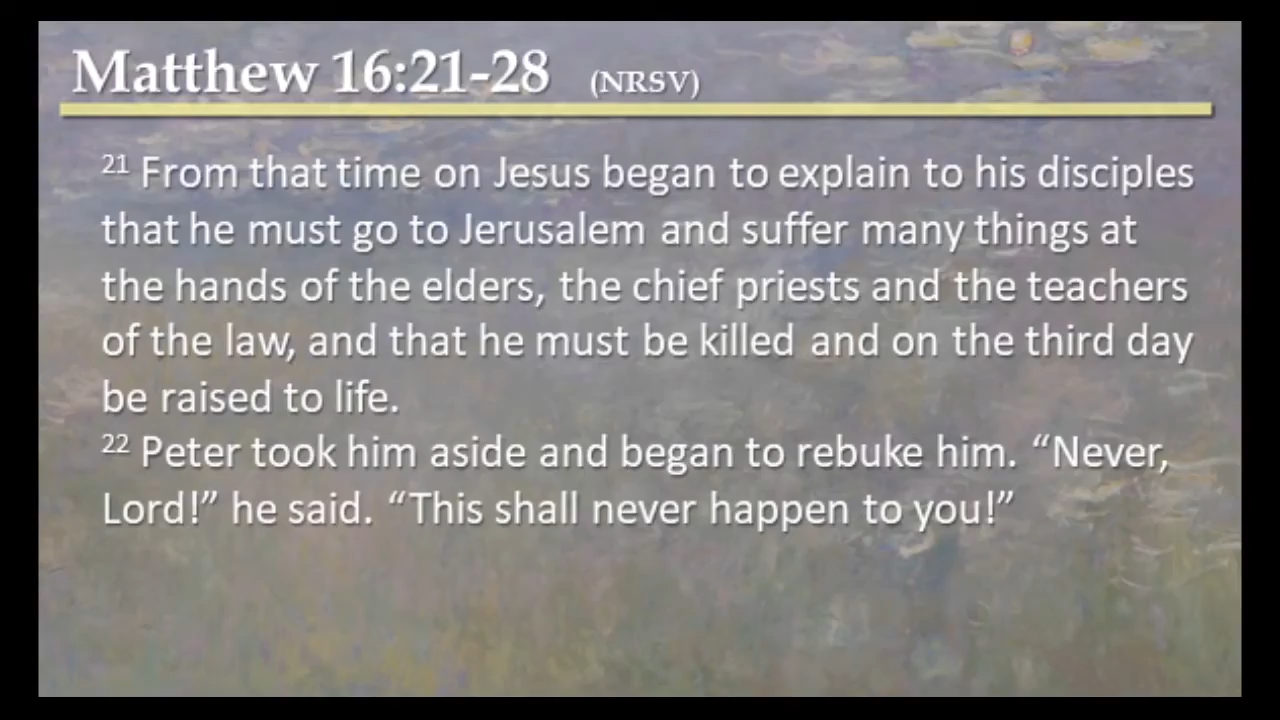 Matthew 16:21-28 (NRSV)
21 From that time on Jesus began to explain to his disciples
that he must go to Jerusalem and suffer many things at
the hands of the elders, the chief priests and the teachers
of the law, and that he must be killed and on the third day
be raised to life.
22 Peter took him aside and began to rebuke him. “Never,
Lord!” he said. “This shall never happen to you!”